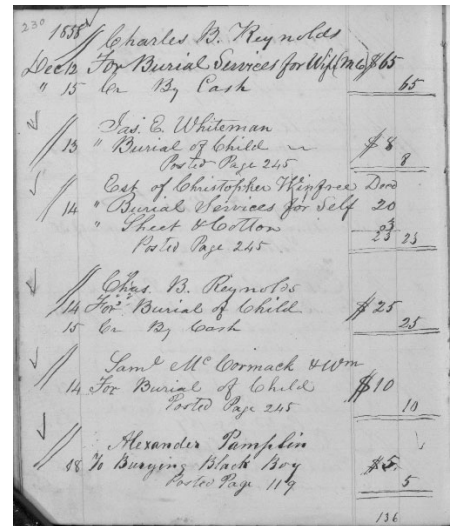 230
1858 Charles B. Reynolds
Dec 12 For Burial Services for Wife (MC) $65
" 15 Cr By Cash 65
Jas. E. Whiteman
13 " Burial of Child $8
Posted Page 245 8
Est of Christopher Winfree Decd
14 " Burial Services for Self 20
" Sheet & Cotton 3
Posted Page 245 23 23
Chas. B. Reynolds
14 For Burial of Child $25
15 Cr By Cash 25
Saml McCormack & Wm
14 For Burial of Child $10
Posted Page 245 10
Alexander Pamplin
18 To Burying Black Boy $5.
Posted Page 119 5
136